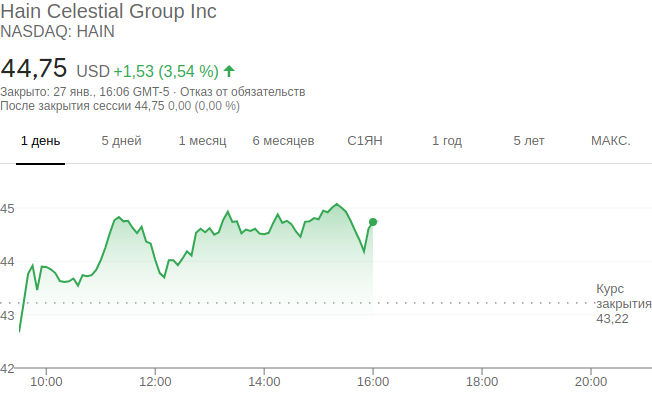 Hain Celestial Group Inc
NASDAQ: HAIN
44,75 USD +1,53 (3,54 %)
Закрыто: 27 янв., 16:06 GMT-5 · Отказ от обязательств
После закрытия сессии 44,75 0,00 (0,00 %)
1 день 5 дней 1 месяц 6 месяцев С1ЯН 1 год 5 лет МАКС.
45
44
43
42
Курс
закрытия
43,22
10:00 12:00 14:00 16:00 18:00 20:00